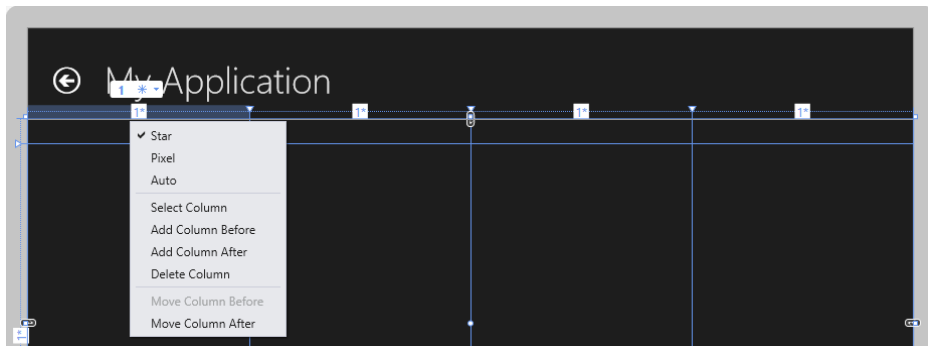 My Application
1 *
1* 1* 1* 1*
Star
Pixel
Auto
Select Column
Add Column Before
Add Column After
Delete Column
Move Column Before
Move Column After
1*